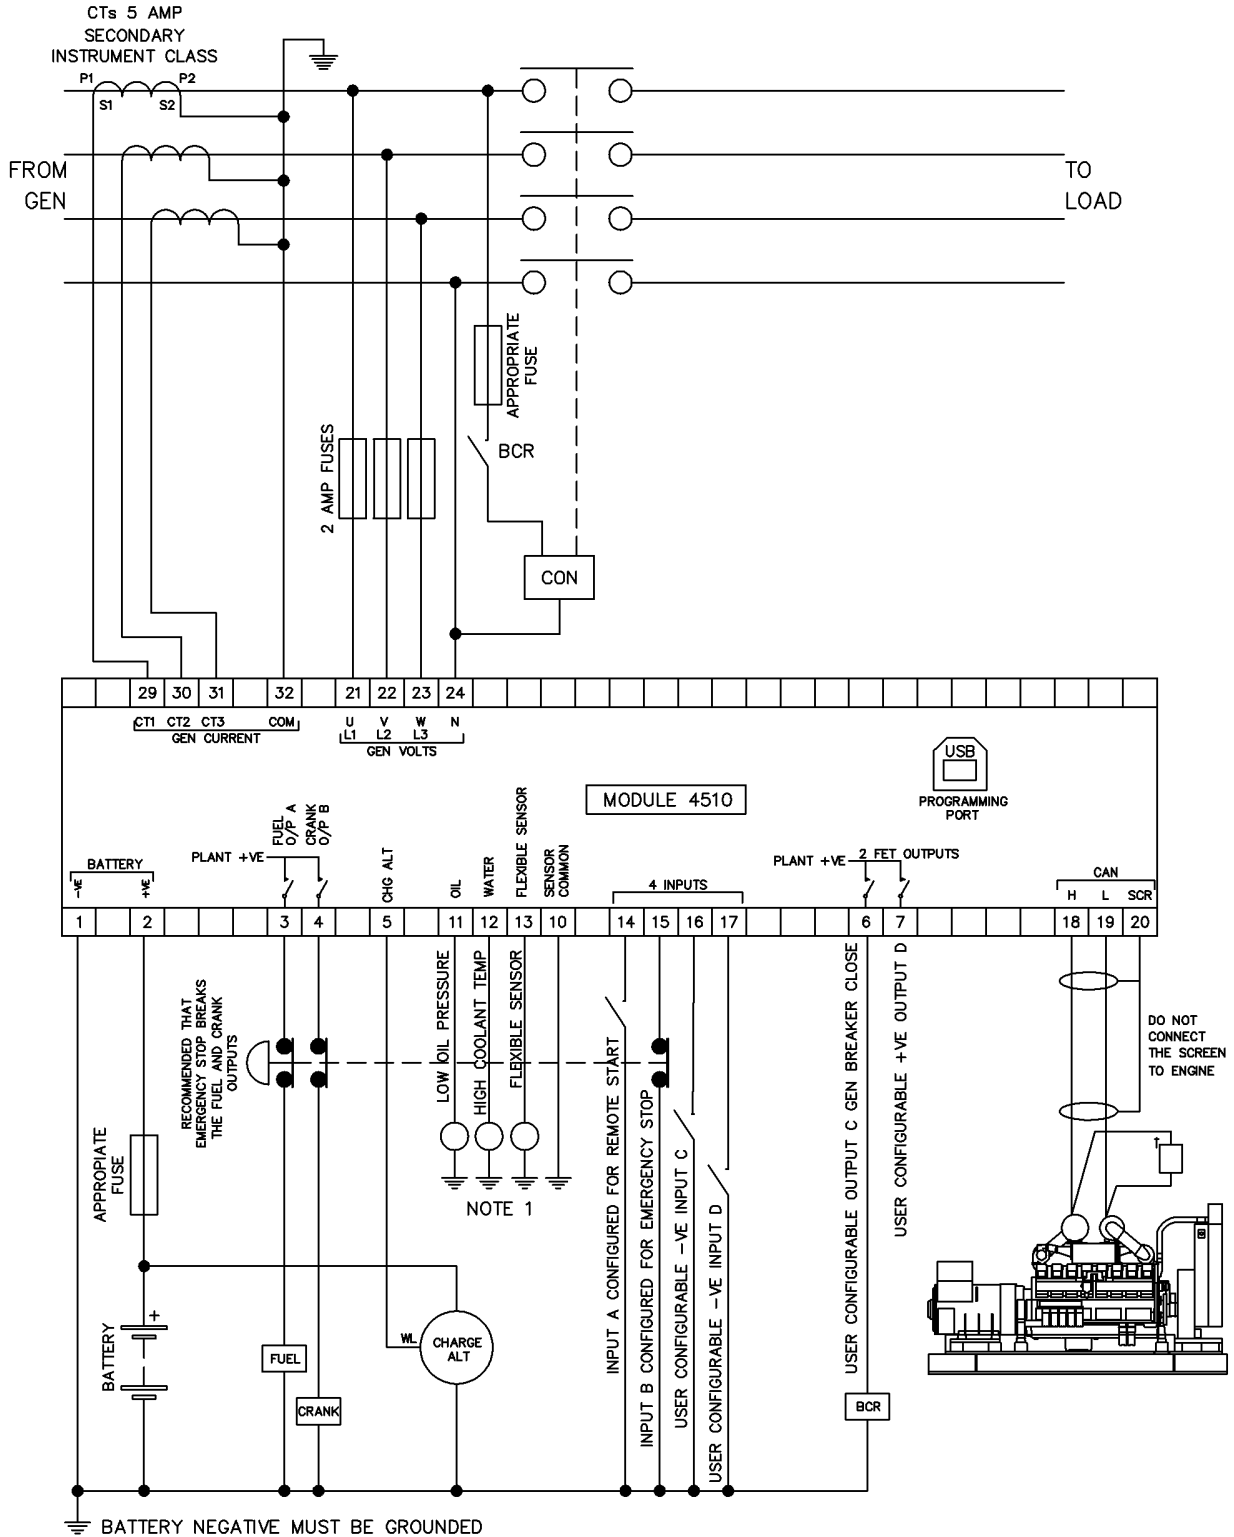 CTs 5 AMP
SECONDARY
INSTRUMENT CLASS
P1
P2
S1
S2
FROM
GEN
TO
LOAD
APPROPRIATE
FUSE
2 AMP FUSES
BCR
CON
29
30
31
32
21
22
23
24
CT1
CT2
CT3
COM
GEN CURRENT
U
V
W
N
L1
L2
L3
GEN VOLTS
USB
PROGRAMMING
PORT
MODULE 4510
BATTERY
-VE
+VE
PLANT +VE
FUEL
O/P A
CRANK
O/P B
CHG ALT
OIL
WATER
FLEXIBLE SENSOR
SENSOR
COMMON
4 INPUTS
PLANT +VE
2 FET OUTPUTS
CAN
H
L
SCR
1
2
3
4
5
11
12
13
10
14
15
16
17
6
7
18
19
20
RECOMMENDED THAT
EMERGENCY STOP BREAKS
THE FUEL AND CRANK
OUTPUTS
LOW OIL PRESSURE
HIGH COOLANT TEMP
FLEXIBLE SENSOR
NOTE 1
INPUT A CONFIGURED FOR REMOTE START
INPUT B CONFIGURED FOR EMERGENCY STOP
USER CONFIGURABLE -VE INPUT C
USER CONFIGURABLE -VE INPUT D
USER CONFIGURABLE OUTPUT C GEN BREAKER CLOSE
USER CONFIGURABLE +VE OUTPUT D
DO NOT
CONNECT
THE SCREEN
TO ENGINE
APPROPIATE
FUSE
BATTERY
+
FUEL
CRANK
WL
CHARGE
ALT
BCR
BATTERY NEGATIVE MUST BE GROUNDED